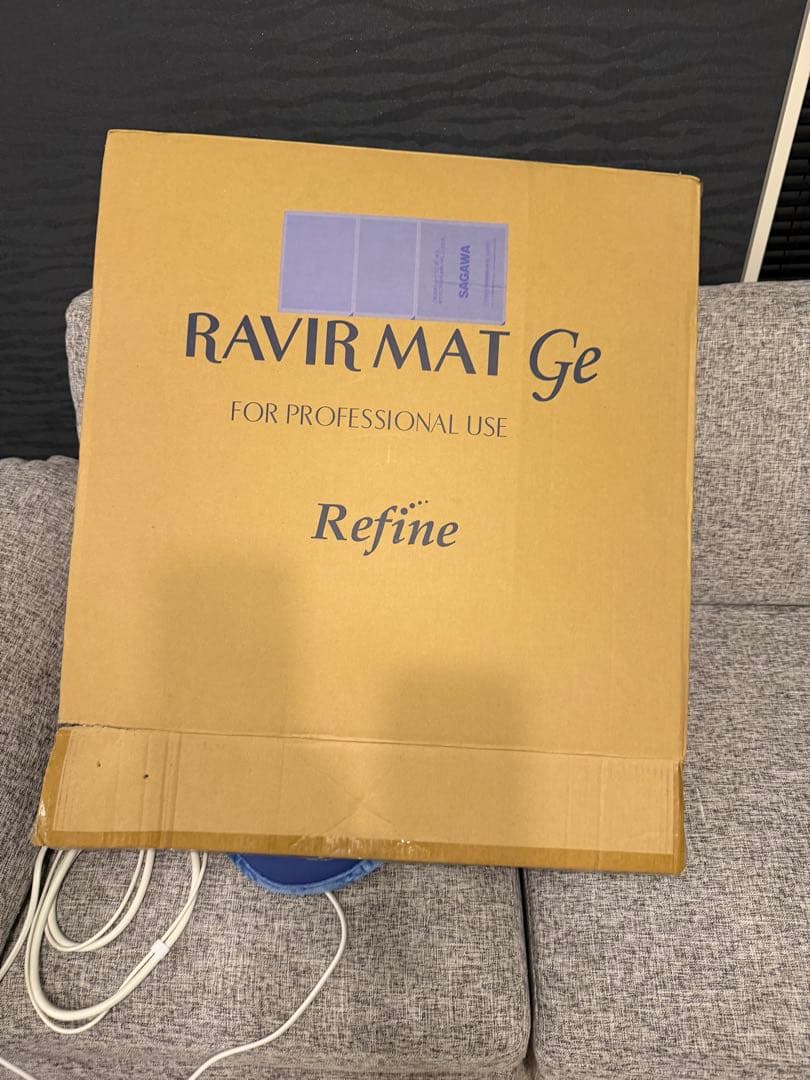 SAGAWA
RAVIR MAT Ge
FOR PROFESSIONAL USE
Refine